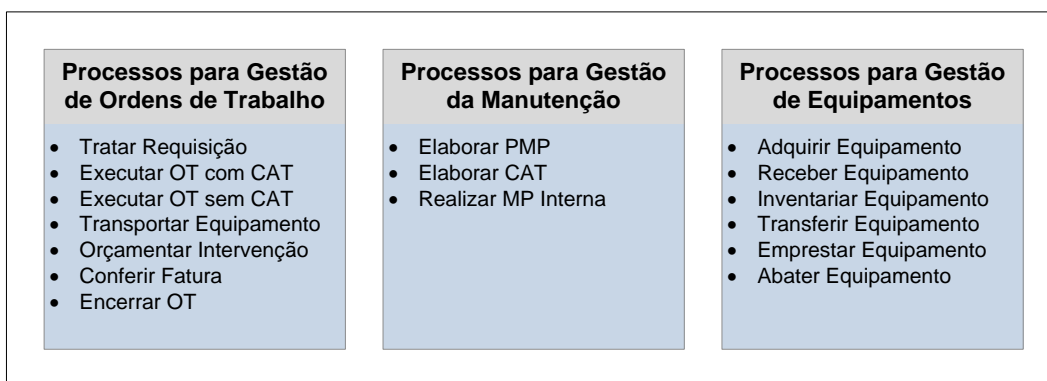 Processos para Gestão
de Ordens de Trabalho
• Tratar Requisição
• Executar OT com CAT
• Executar OT sem CAT
• Transportar Equipamento
• Orçamentar Intervenção
• Conferir Fatura
• Encerrar OT
Processos para Gestão
da Manutenção
• Elaborar PMP
• Elaborar CAT
• Realizar MP Interna
Processos para Gestão
de Equipamentos
• Adquirir Equipamento
• Receber Equipamento
• Inventariar Equipamento
• Transferir Equipamento
• Emprestar Equipamento
• Abater Equipamento